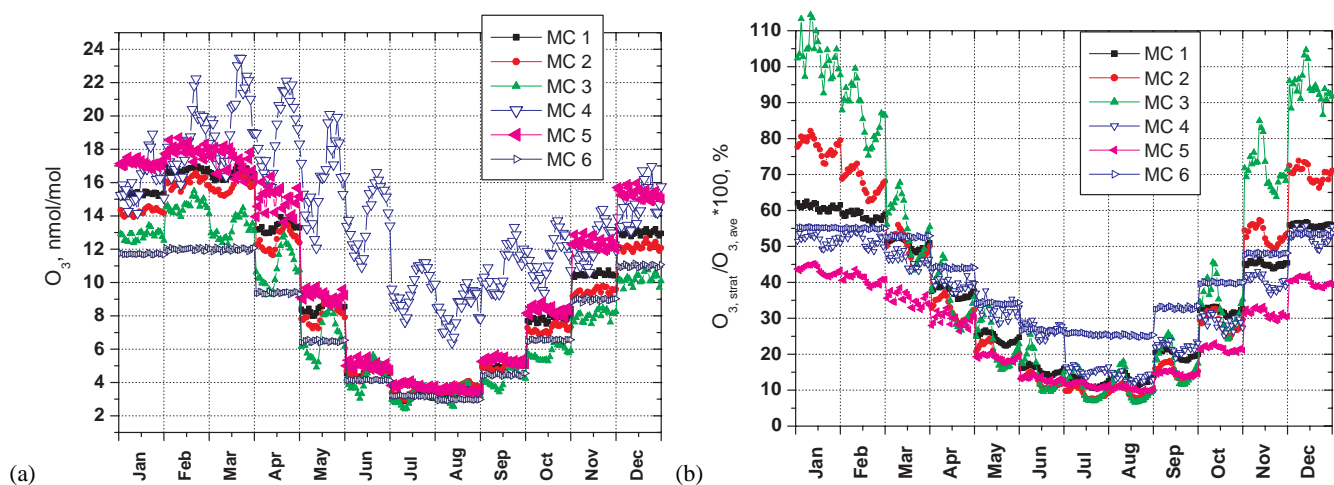 (a)
O3, nmol/mol
24
22
20
18
16
14
12
10
8
6
4
2
MC 1
MC 2
MC 3
MC 4
MC 5
MC 6
Jan Feb Mar Apr May Jun Jul Aug Sep Oct Nov Dec
(b)
O3, strat /O3, ave *100, %
110
100
90
80
70
60
50
40
30
20
10
0
MC 1
MC 2
MC 3
MC 4
MC 5
MC 6
Jan Feb Mar Apr May Jun Jul Aug Sep Oct Nov Dec